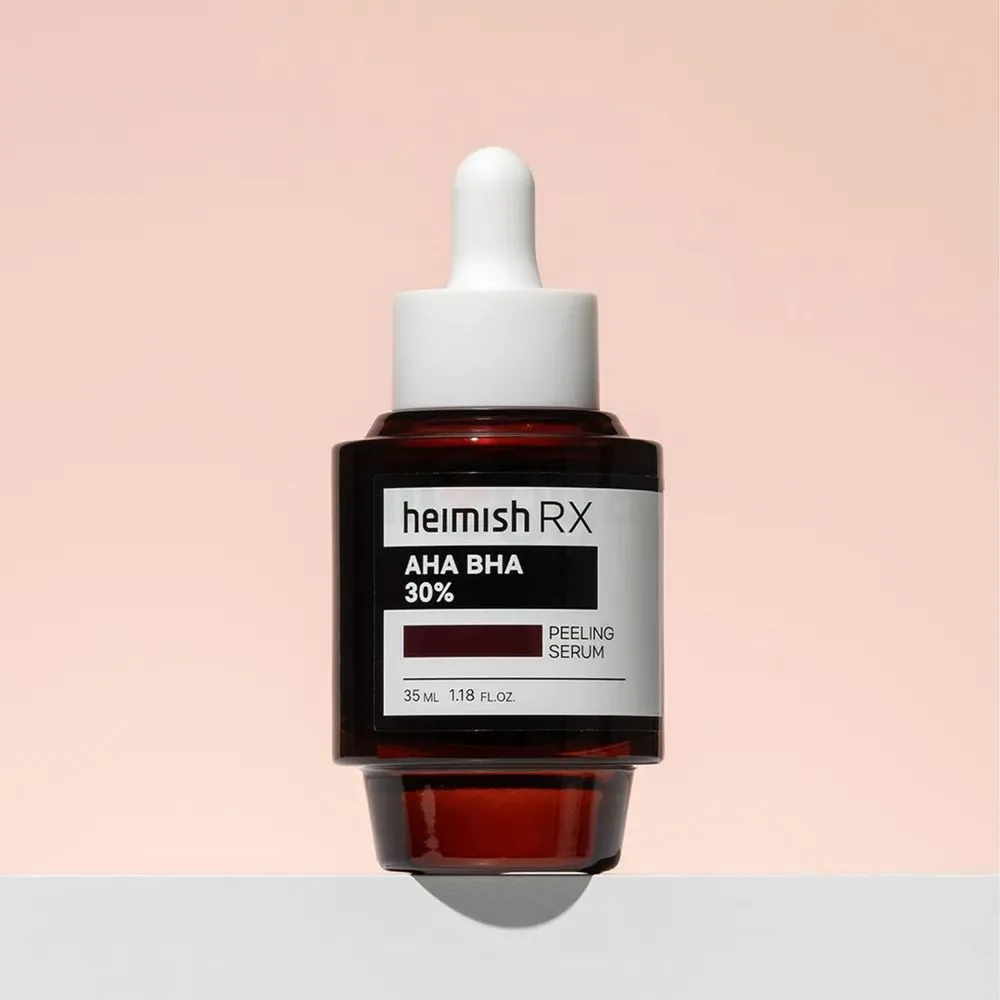 heimish RX
AHA BHA
30%
PEELING
SERUM
35 ML 1.18 FL.OZ.